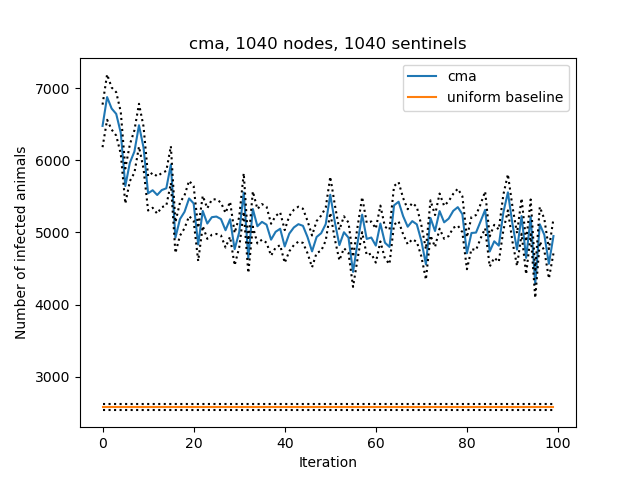 cma, 1040 nodes, 1040 sentinels
cma
uniform baseline
Number of infected animals
7000
6000
5000
4000
3000
0 20 40 60 80 100
Iteration